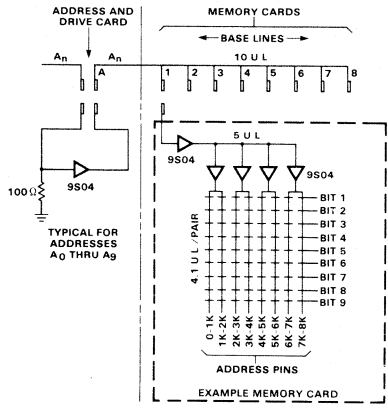 ADDRESS AND
DRIVE CARD
MEMORY CARDS
BASE LINES
An An
10 U L
A 1 2 3 4 5 6 7 8
5 U L
9S04
9S04
9S04
100Ω
TYPICAL FOR
ADDRESSES
A0 THRU A9
4.1 U L/PAIR
BIT 1
BIT 2
BIT 3
BIT 4
BIT 5
BIT 6
BIT 7
BIT 8
BIT 9
0-1K
1K-2K
2K-3K
3K-4K
4K-5K
5K-6K
6K-7K
7K-8K
ADDRESS PINS
EXAMPLE MEMORY CARD